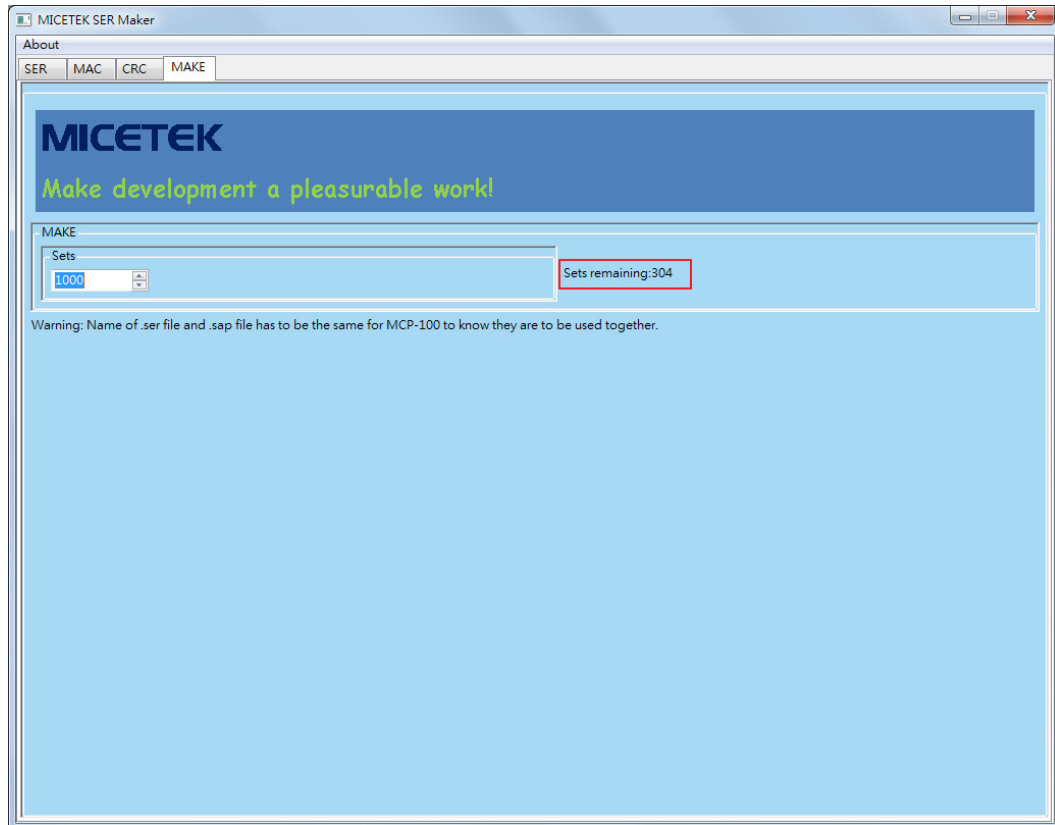 MICETEK SER Maker
About
SER MAC CRC MAKE
MICETEK
Make development a pleasurable work!
MAKE
Sets
1000
Sets remaining:304
Warning: Name of .ser file and .sap file has to be the same for MCP-100 to know they are to be used together.